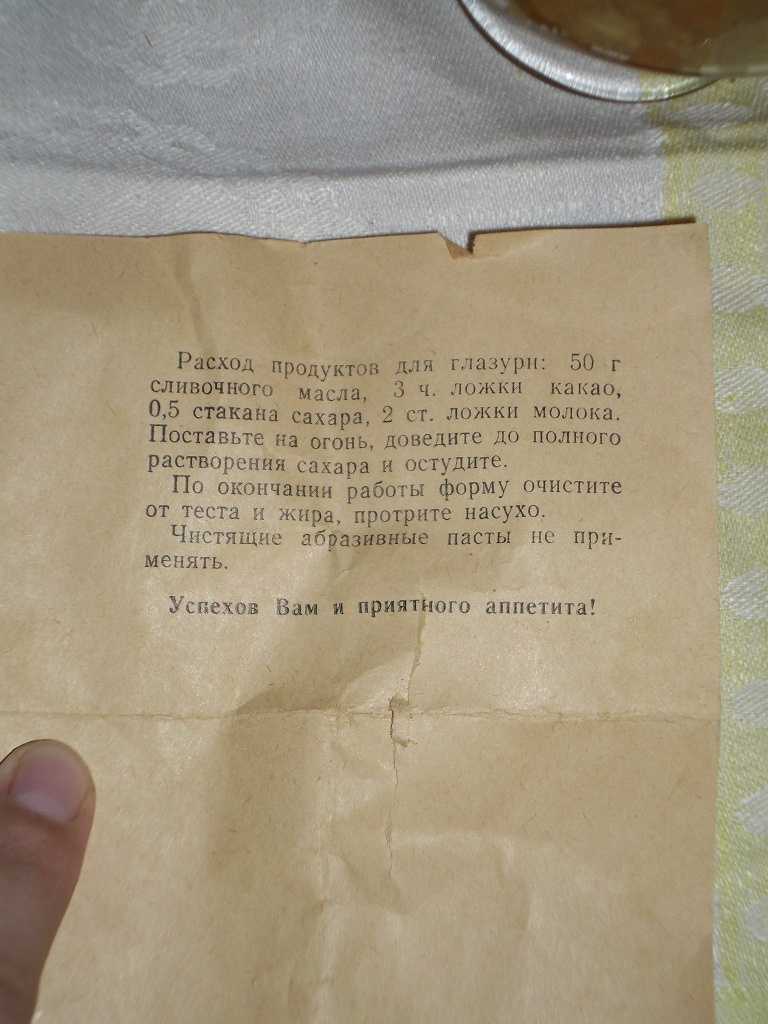 Расход продуктов для глазури: 50 г
сливочного масла, 3 ч. ложки какао,
0,5 стакана сахара, 2 ст. ложки молока.
Поставьте на огонь, доведите до полного
растворения сахара и остудите.
По окончании работы форму очистите
от теста и жира, протрите насухо.
Чистящие абразивные пасты не при-
менять.
Успехов Вам и приятного аппетита!